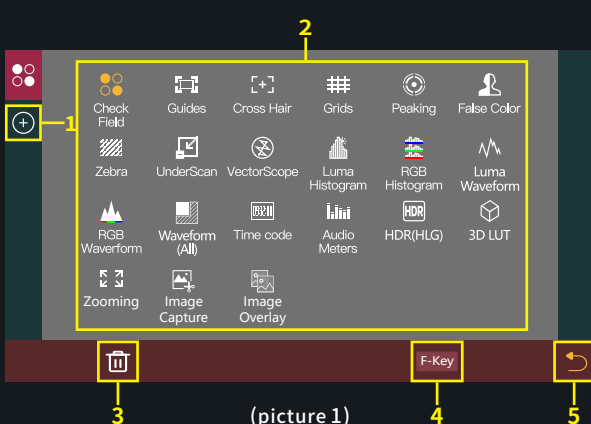 2
1
Check
Field
Guides
Cross Hair
Grids
Peaking
False Color
Zebra
UnderScan
VectorScope
Luma
Histogram
RGB
Histogram
Luma
Waveform
RGB
Waverform
Waveform
(All)
Time code
Audio
Meters
HDR
HDR(HLG)
3D LUT
Zooming
Image
Capture
Image
Overlay
F-Key
3
(picture 1)
4
5